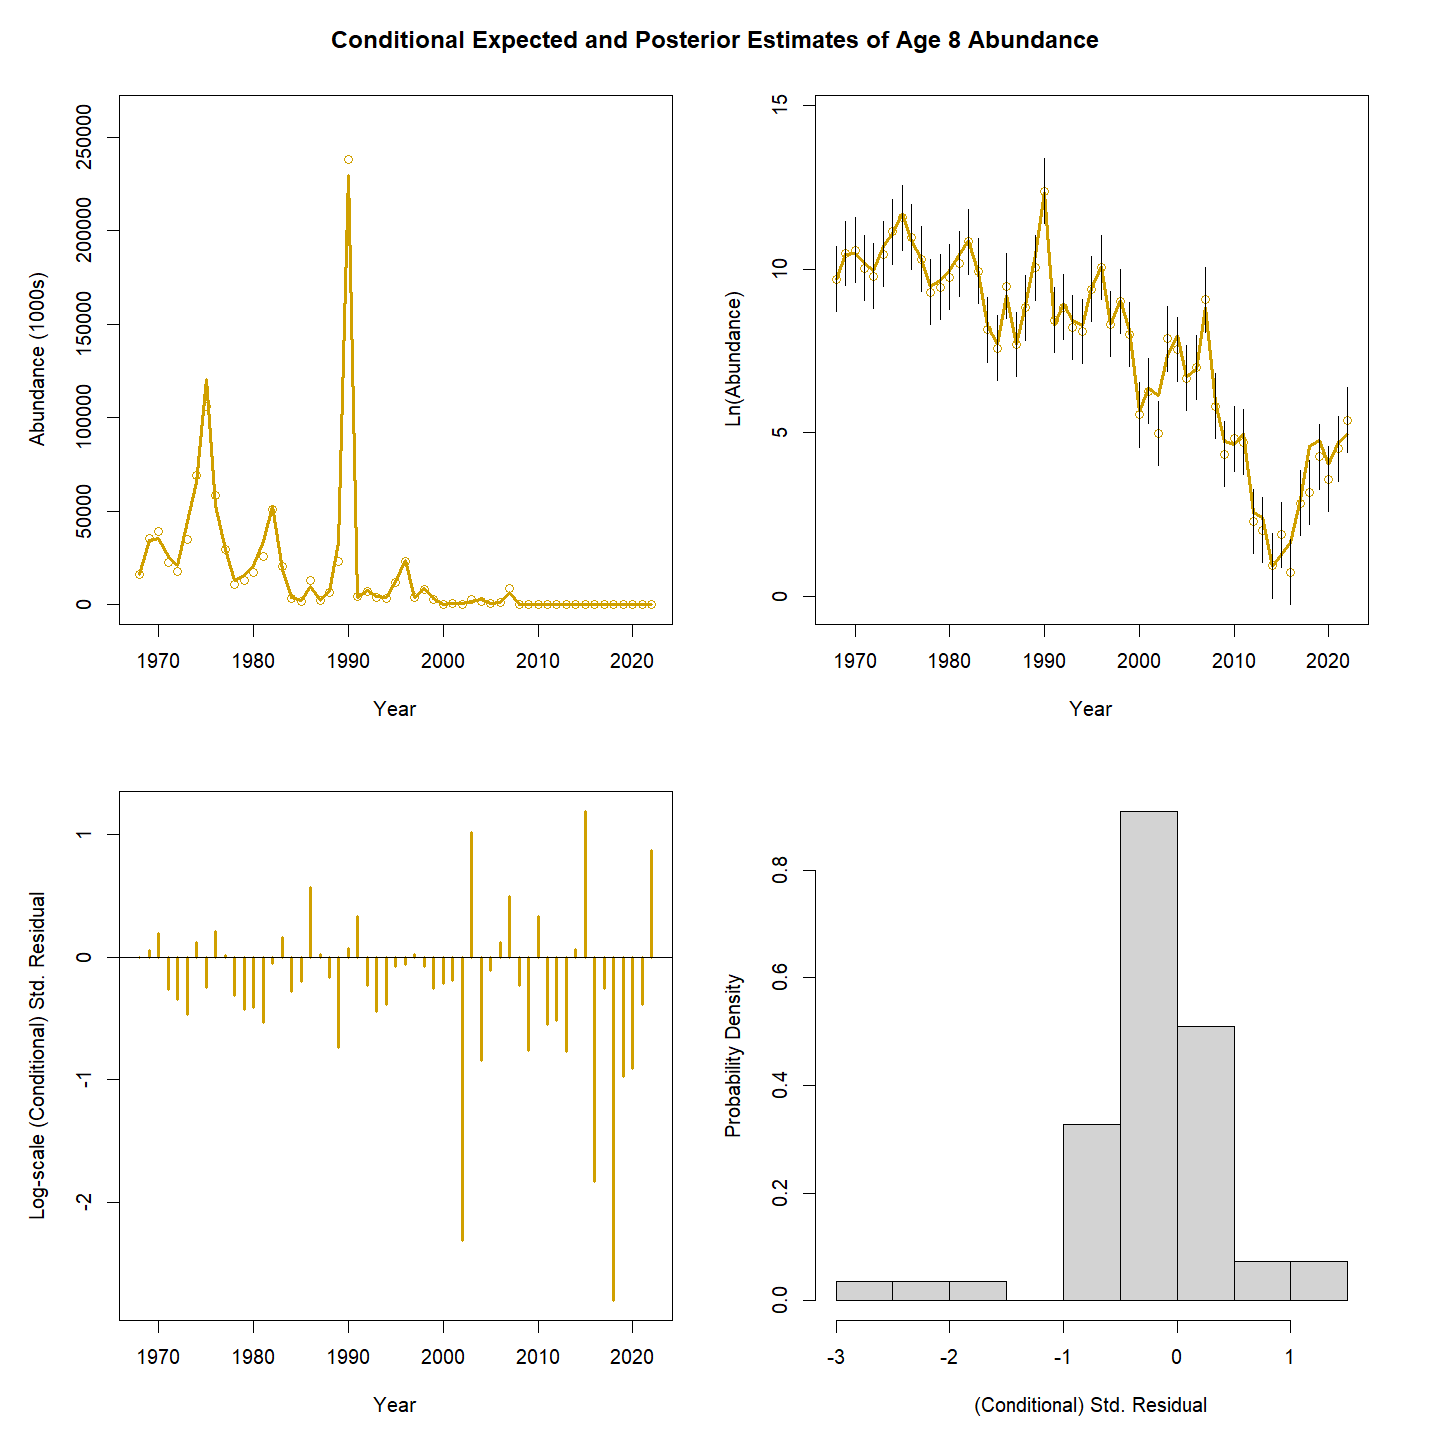 Conditional Expected and Posterior Estimates of Age 8 Abundance
Abundance (1000s)
250000
200000
150000
100000
50000
0
1970 1980 1990 2000 2010 2020
Year
Ln(Abundance)
15
10
5
0
1970 1980 1990 2000 2010 2020
Year
Log-scale (Conditional) Std. Residual
1
0
-1
-2
1970 1980 1990 2000 2010 2020
Year
Probability Density
0.8
0.6
0.4
0.2
0.0
-3 -2 -1 0 1
(Conditional) Std. Residual